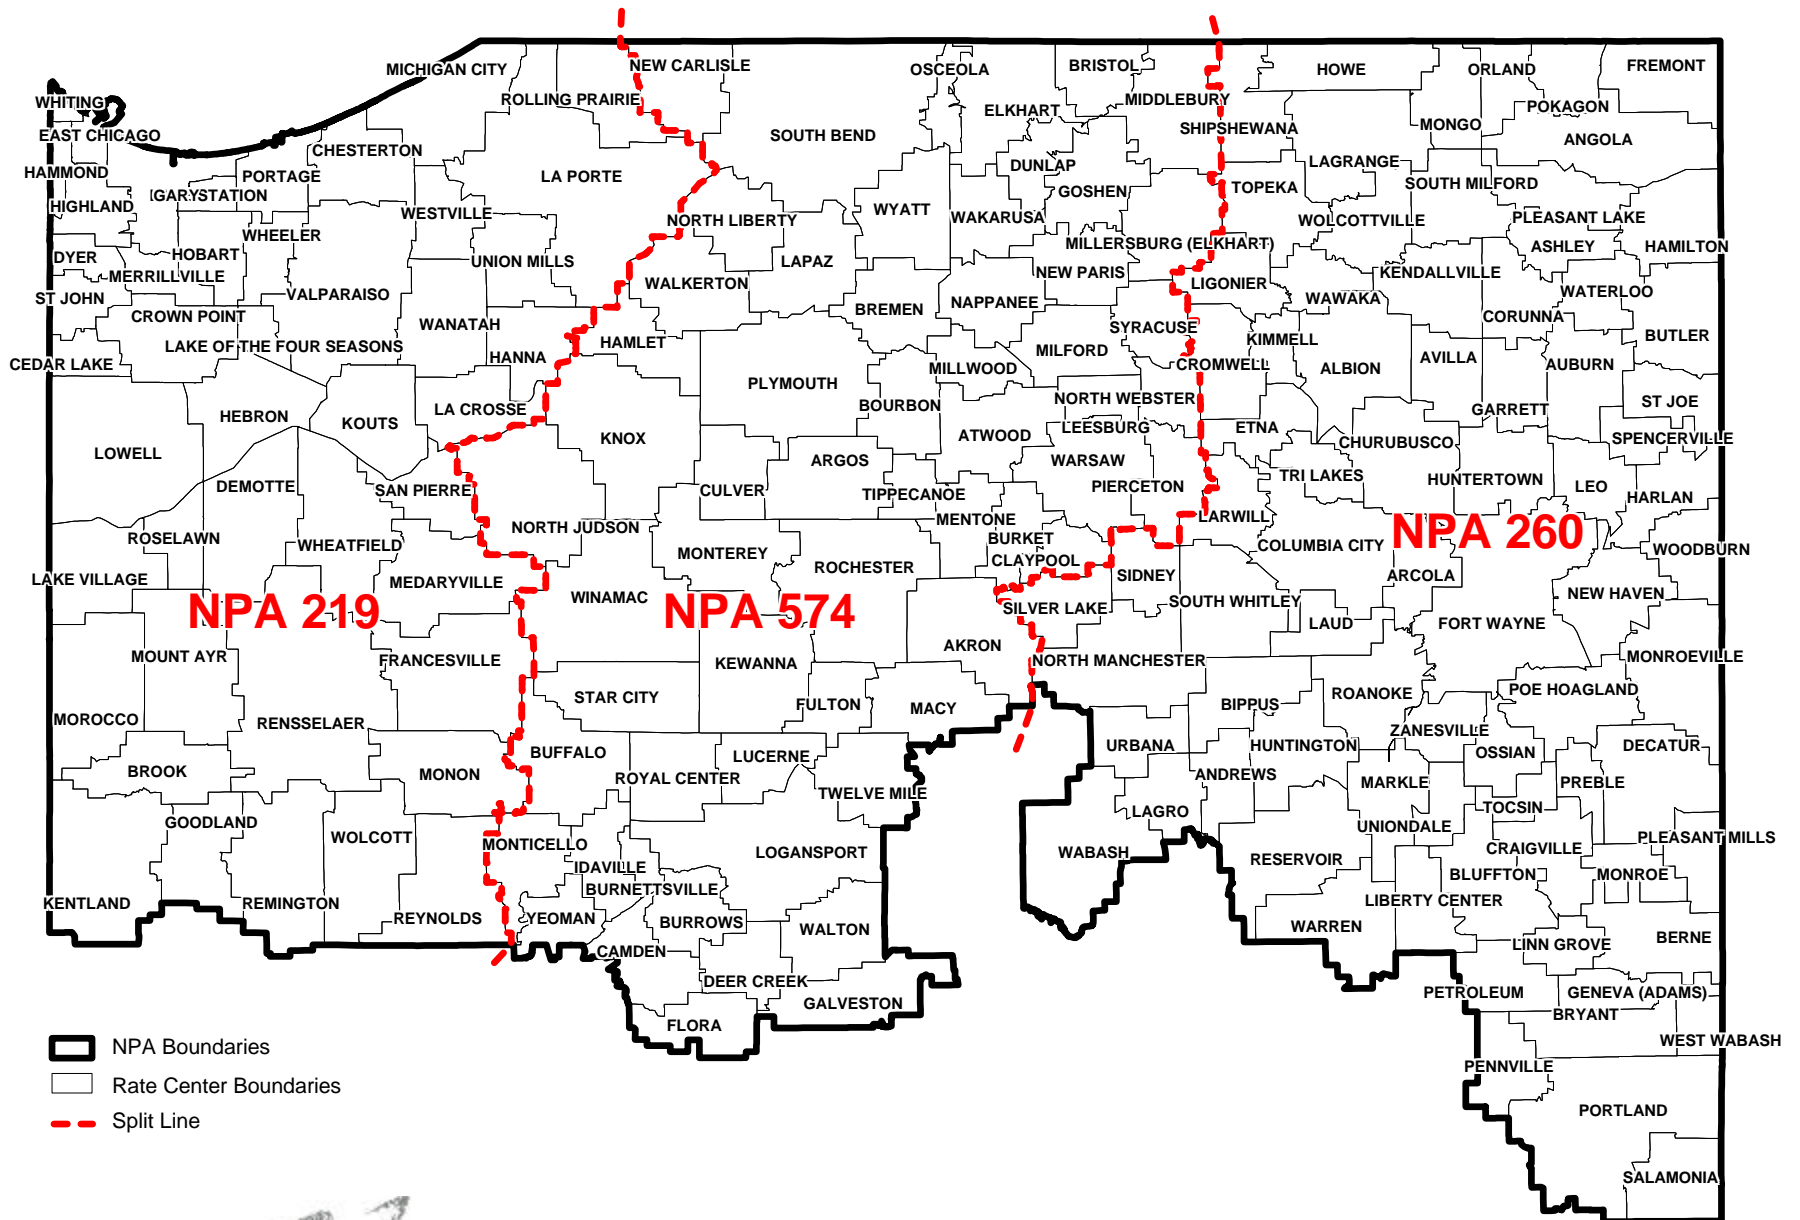 NEW CARLISLE
MICHIGAN CITY
OSCEOLA
BRISTOL
HOWE
ORLAND
FREMONT
WHITING
ROLLING PRAIRIE
ELKHART
MIDDLEBURY
POKAGON
EAST CHICAGO
SOUTH BEND
SHIPSHEWANA
MONGO
ANGOLA
CHESTERTON
HAMMOND
PORTAGE
LA PORTE
DUNLAP
LAGRANGE
GARYSTATION
GOSHEN
TOPEKA
SOUTH MILFORD
HIGHLAND
WESTVILLE
NORTH LIBERTY
WYATT
WAKARUSA
WOLCOTTVILLE
PLEASANT LAKE
WHEELER
MILLERSBURG (ELKHART)
ASHLEY
HAMILTON
DYER
HOBART
UNION MILLS
LAPAZ
MERRILLVILLE
NEW PARIS
KENDALLVILLE
WALKERTON
LIGONIER
WATERLOO
ST JOHN
VALPARAISO
BREMEN
NAPPANEE
WAWAKA
CROWN POINT
WANATAH
SYRACUSE
CORUNNA
LAKE OF THE FOUR SEASONS
HAMLET
KIMMELL
BUTLER
CEDAR LAKE
HANNA
MILFORD
MILLWOOD
CROMWELL
ALBION
AVILLA
AUBURN
PLYMOUTH
HEBRON
KOUTS
LA CROSSE
BOURBON
NORTH WEBSTER
GARRETT
ST JOE
LEESBURG
ETNA
LOWELL
KNOX
ATWOOD
CHURUBUSCO
SPENCERVILLE
ARGOS
WARSAW
DEMOTTE
SAN PIERRE
CULVER
TIPPECANOE
PIERCETON
TRI LAKES
HUNTERTOWN
LEO
HARLAN
NORTH JUDSON
MENTONE
LARWILL
NPA 260
ROSELAWN
WHEATFIELD
MONTEREY
BURKET
COLUMBIA CITY
WOODBURN
LAKE VILLAGE
MEDARYVILLE
ROCHESTER
CLAYPOOL
SIDNEY
ARCOLA
NPA 219
WINAMAC
NPA 574
SILVER LAKE
SOUTH WHITLEY
NEW HAVEN
LAUD
FORT WAYNE
MOUNT AYR
FRANCESVILLE
KEWANNA
AKRON
NORTH MANCHESTER
MONROEVILLE
STAR CITY
ROANOKE
POE HOAGLAND
MOROCCO
RENSSELAER
FULTON
MACY
BIPPUS
ZANESVILLE
BUFFALO
LUCERNE
URBANA
HUNTINGTON
OSSIAN
DECATUR
BROOK
MONON
ROYAL CENTER
ANDREWS
MARKLE
PREBLE
TWELVE MILE
GOODLAND
LAGRO
TOCSIN
WOLCOTT
MONTICELLO
UNIONDALE
PLEASANT MILLS
LOGANSPORT
WABASH
RESERVOIR
CRAIGVILLE
IDAVILLE
BLUFFTON
MONROE
BURNETTSVILLE
KENTLAND
REMINGTON
REYNOLDS
YEOMAN
BURROWS
WALTON
LIBERTY CENTER
WARREN
CAMDEN
LINN GROVE
BERNE
DEER CREEK
GALVESTON
PETROLEUM
GENEVA (ADAMS)
FLORA
BRYANT
WEST WABASH
PENNVILLE
PORTLAND
SALAMONIA
NPA Boundaries
Rate Center Boundaries
Split Line